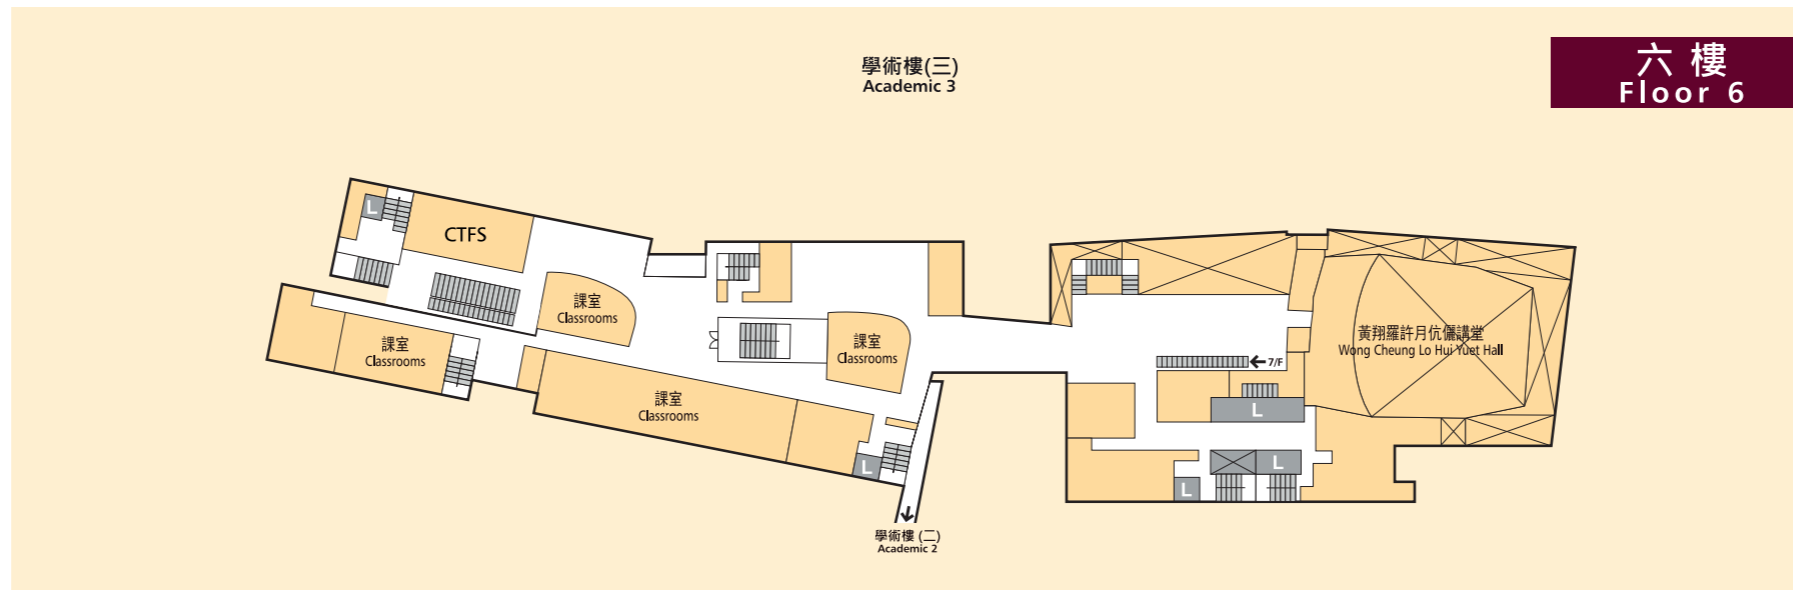 學術樓(三)
Academic 3
六樓
Floor 6
L
CTFS
課室
Classrooms
課室
Classrooms
課室
Classrooms
課室
Classrooms
黃翔羅許月伉儷講堂
Wong Cheung Lo Hui Yuet Hall
7/F
L
L
L
L
學術樓 (二)
Academic 2